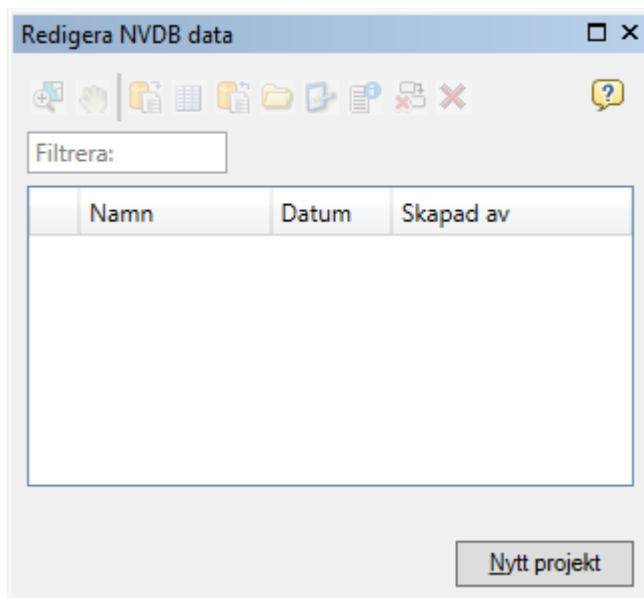 Redigera NVDB data
Filtrera:
Namn Datum Skapad av
Nytt projekt